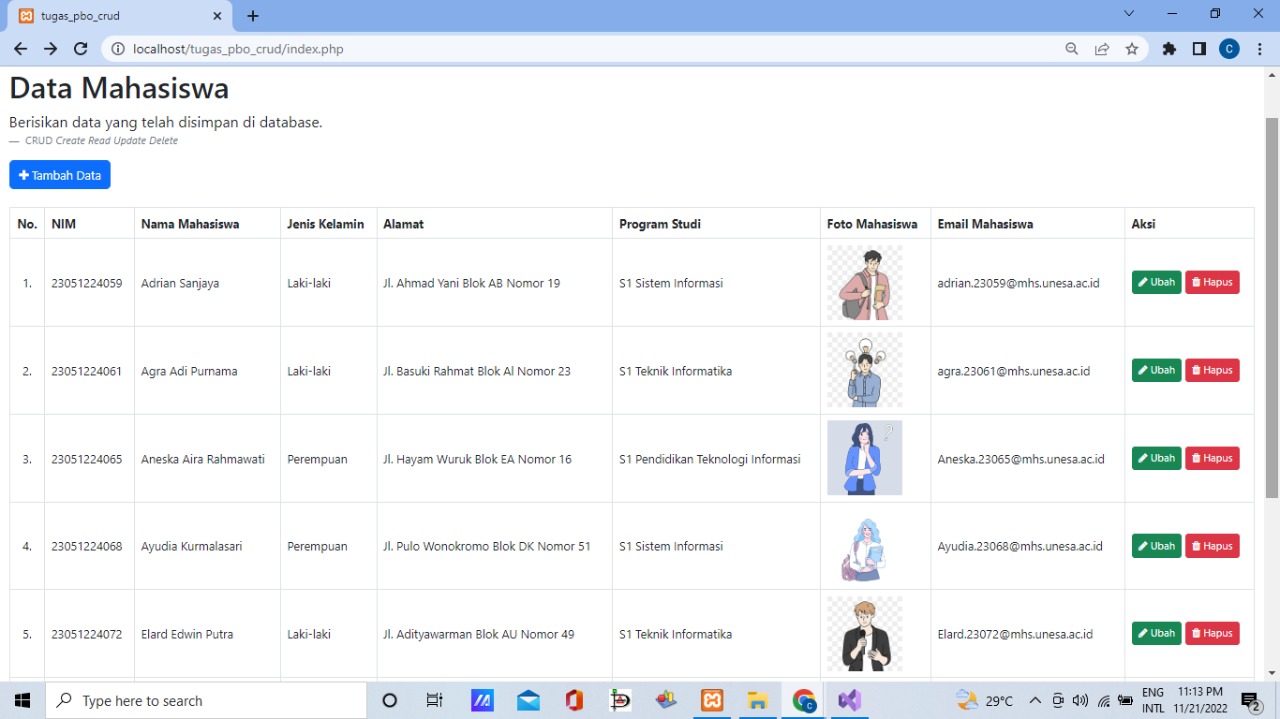 tugas_pbo_crud
localhost/tugas_pbo_crud/index.php
C
Data Mahasiswa
Berisikan data yang telah disimpan di database.
— CRUD Create Read Update Delete
Tambah Data
No. NIM Nama Mahasiswa Jenis Kelamin Alamat Program Studi Foto Mahasiswa Email Mahasiswa Aksi
1. 23051224059 Adrian Sanjaya Laki-laki Jl. Ahmad Yani Blok AB Nomor 19 S1 Sistem Informasi adrian.23059@mhs.unesa.ac.id Ubah Hapus
2. 23051224061 Agra Adi Purnama Laki-laki Jl. Basuki Rahmat Blok Al Nomor 23 S1 Teknik Informatika agra.23061@mhs.unesa.ac.id Ubah Hapus
3. 23051224065 Aneska Aira Rahmawati Perempuan Jl. Hayam Wuruk Blok EA Nomor 16 S1 Pendidikan Teknologi Informasi ? Aneska.23065@mhs.unesa.ac.id Ubah Hapus
4. 23051224068 Ayudia Kurmalasari Perempuan Jl. Pulo Wonokromo Blok DK Nomor 51 S1 Sistem Informasi Ayudia.23068@mhs.unesa.ac.id Ubah Hapus
5. 23051224072 Elard Edwin Putra Laki-laki Jl. Adityawarman Blok AU Nomor 49 S1 Teknik Informatika Elard.23072@mhs.unesa.ac.id Ubah Hapus
Type here to search
29°C
ENG 11:13 PM
INTL 11/21/2022
2